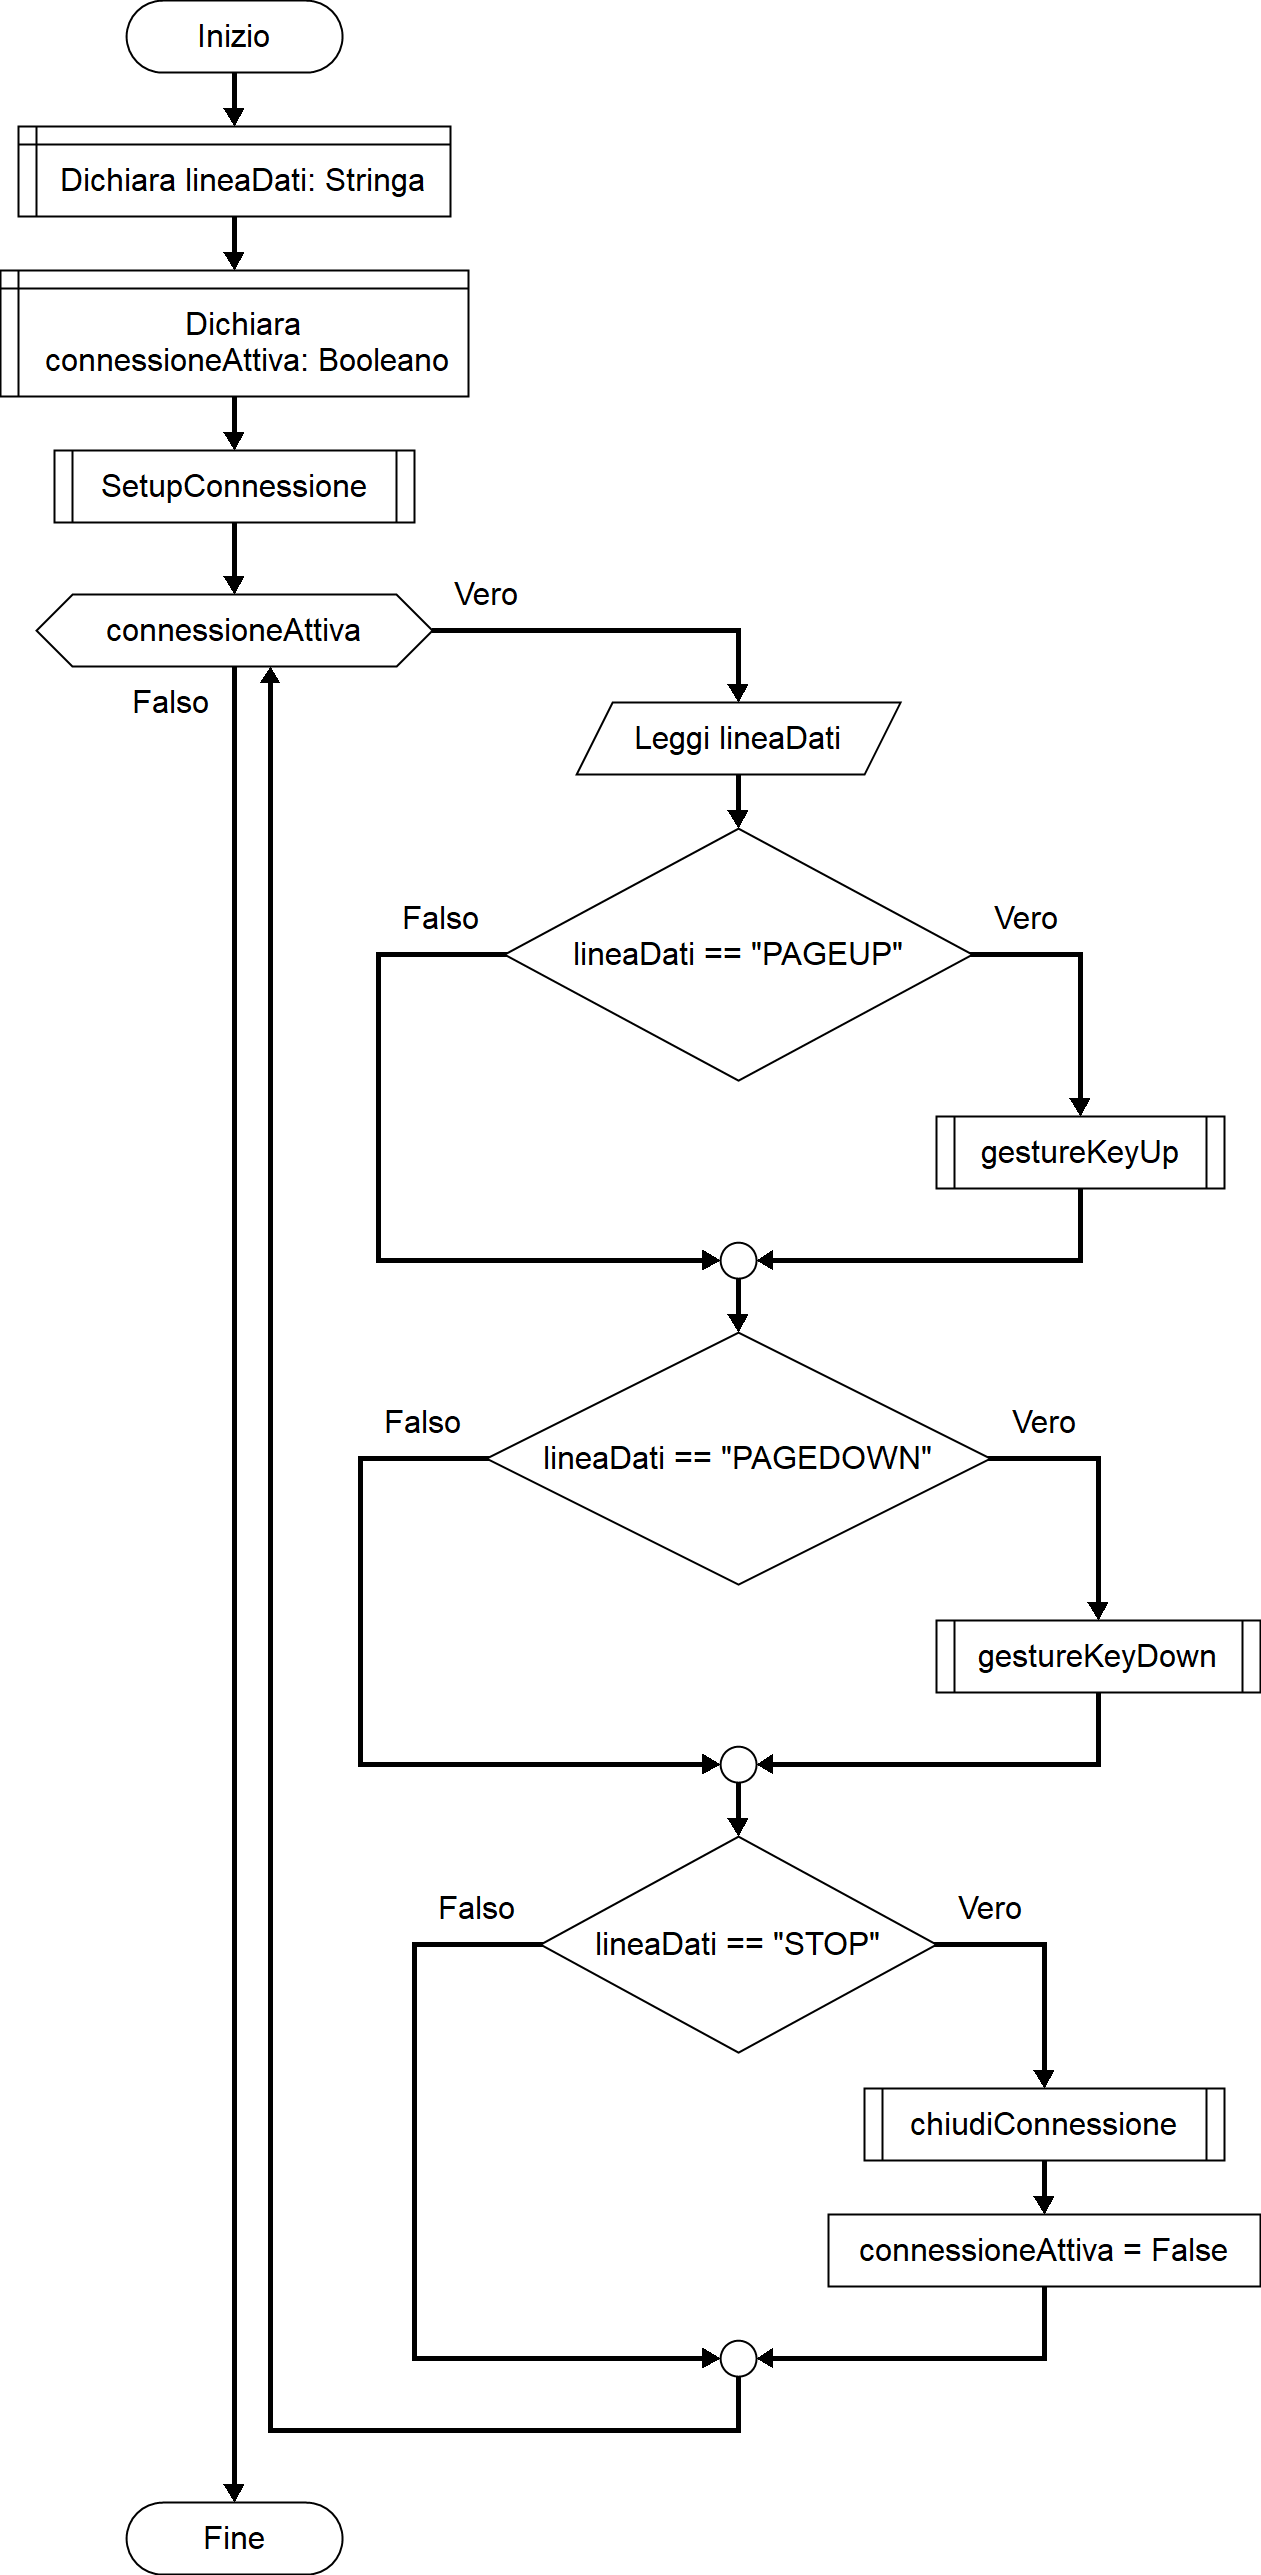 Inizio
Dichiara lineaDati: Stringa
Dichiara
connessioneAttiva: Booleano
SetupConnessione
connessioneAttiva
Vero
Falso
Leggi lineaDati
Falso
lineaDati == "PAGEUP"
Vero
gestureKeyUp
Falso
lineaDati == "PAGEDOWN"
Vero
gestureKeyDown
Falso
lineaDati == "STOP"
Vero
chiudiConnessione
connessioneAttiva = False
Fine